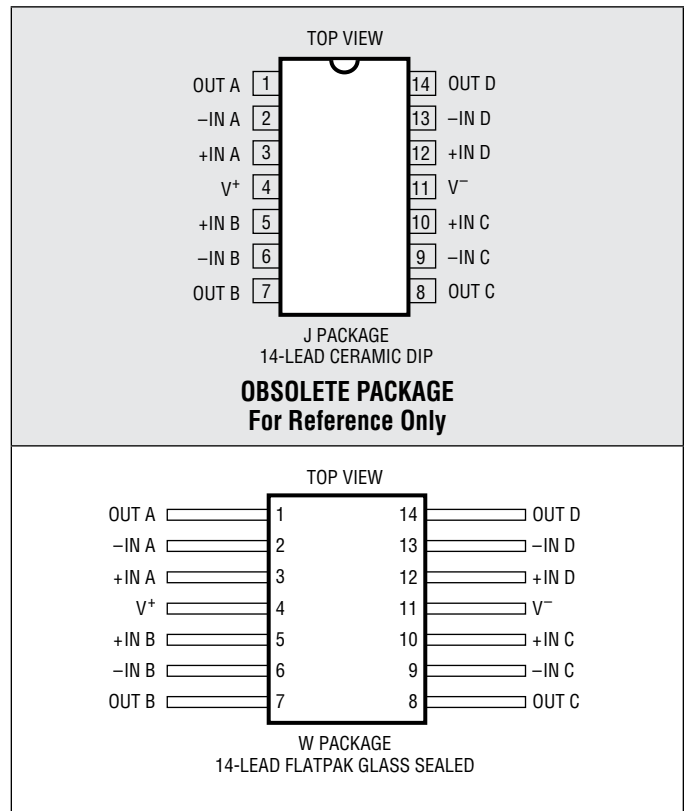 TOP VIEW
OUT A 1 14 OUT D
–IN A 2 13 –IN D
+IN A 3 12 +IN D
V+ 4 11 V–
+IN B 5 10 +IN C
–IN B 6 9 –IN C
OUT B 7 8 OUT C
J PACKAGE
14-LEAD CERAMIC DIP
OBSOLETE PACKAGE
For Reference Only
TOP VIEW
OUT A 1 14 OUT D
–IN A 2 13 –IN D
+IN A 3 12 +IN D
V+ 4 11 V–
+IN B 5 10 +IN C
–IN B 6 9 –IN C
OUT B 7 8 OUT C
W PACKAGE
14-LEAD FLATPAK GLASS SEALED